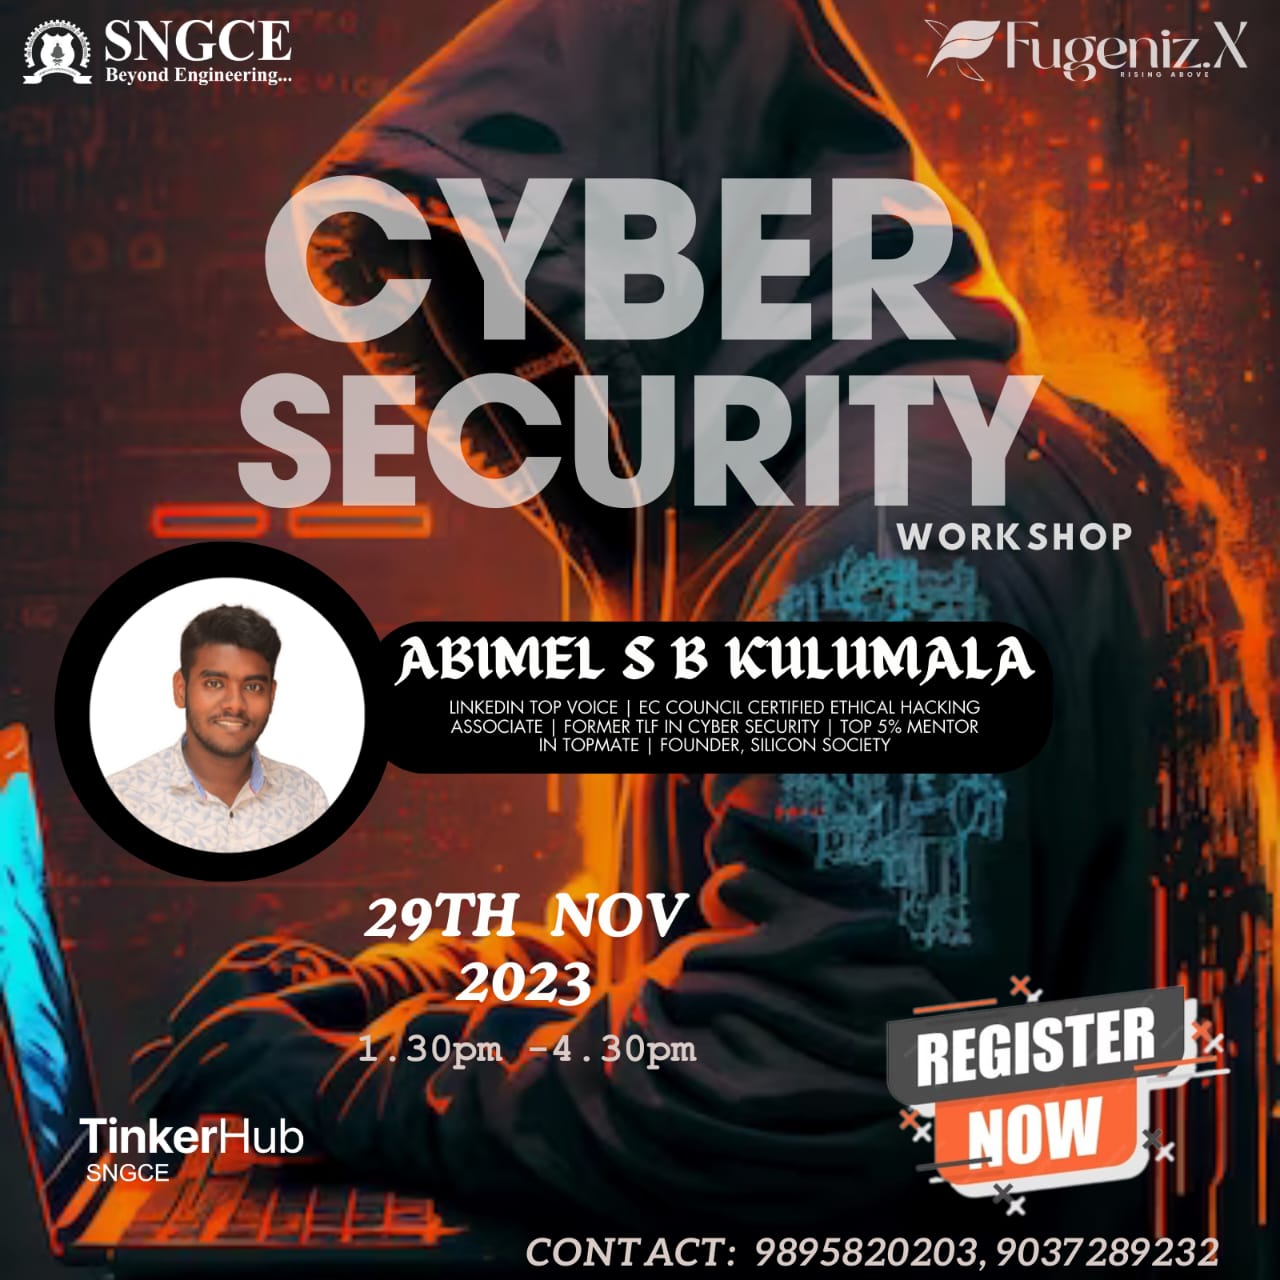 SNGCE
Beyond Engineering...
Fugeniz.X
RISING ABOVE
CYBER
SECURITY
WORKSHOP
ABIMEL S B KULUMALA
LINKEDIN TOP VOICE | EC COUNCIL CERTIFIED ETHICAL HACKING
ASSOCIATE | FORMER TLF IN CYBER SECURITY | TOP 5% MENTOR
IN TOPMATE | FOUNDER, SILICON SOCIETY
29TH NOV
2023
1.30pm -4.30pm
REGISTER
NOW
TinkerHub
SNGCE
CONTACT: 9895820203, 9037289232